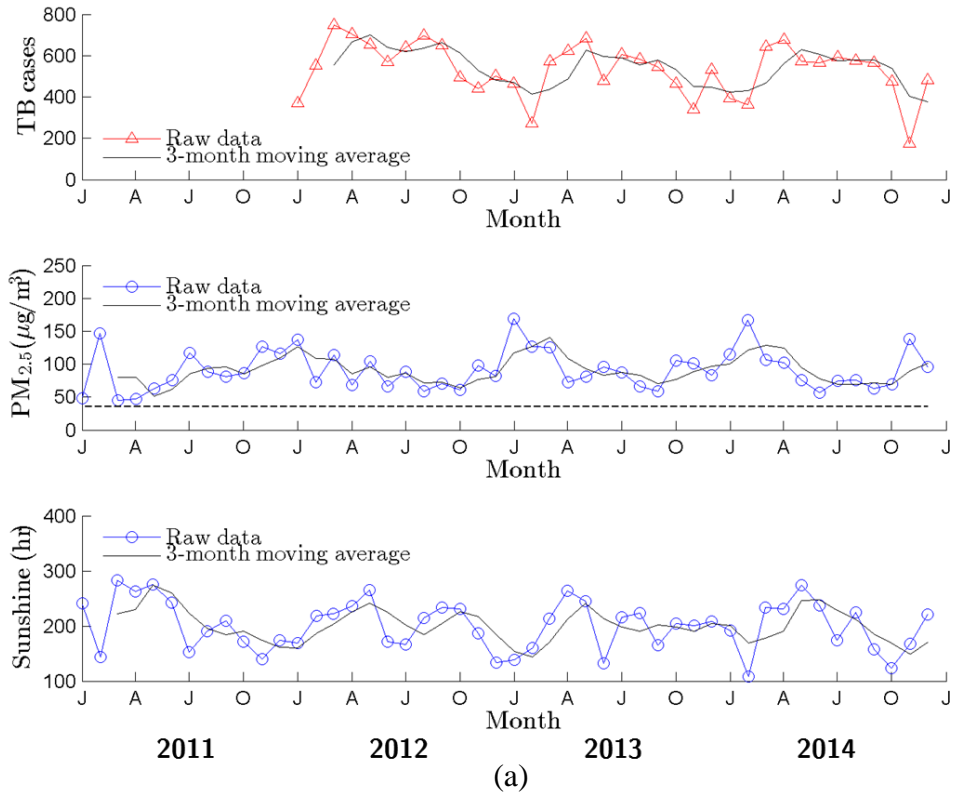 800
600
400
200
0
TB cases
Raw data
3-month moving average
J A J O J A J O J A J O J A J O J
Month
250
200
150
100
50
0
PM2.5(μg/m³)
Raw data
3-month moving average
J A J O J A J O J A J O J A J O J
Month
400
300
200
100
Sunshine (hr)
Raw data
3-month moving average
J A J O J A J O J A J O J A J O J
Month
2011 2012 2013 2014
(a)